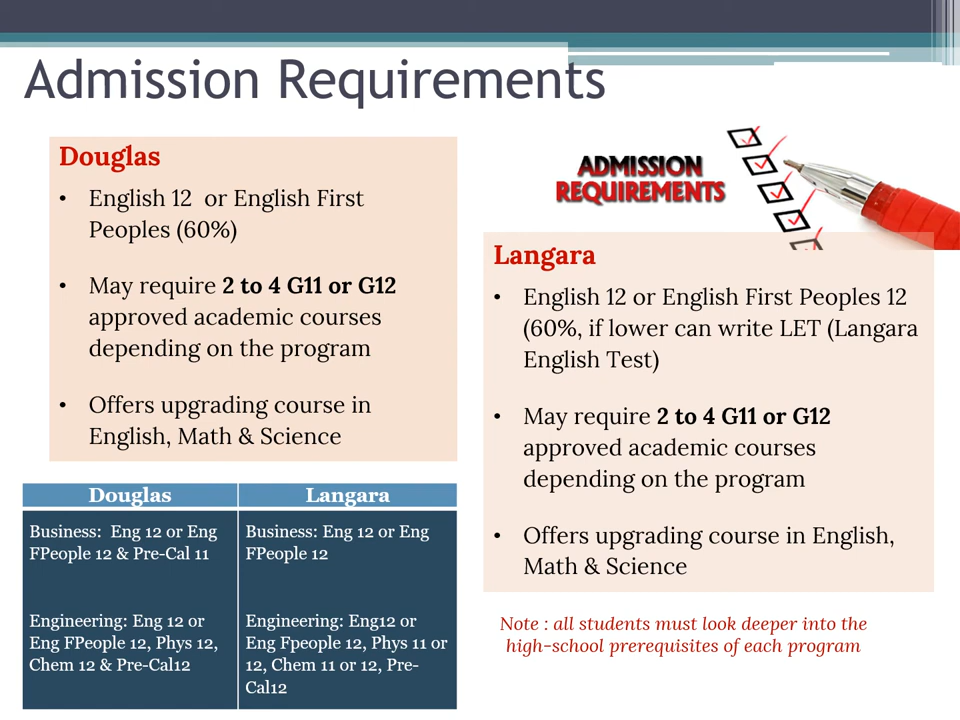 Admission Requirements
Douglas
• English 12 or English First
Peoples (60%)
• May require 2 to 4 G11 or G12
approved academic courses
depending on the program
• Offers upgrading course in
English, Math & Science
ADMISSION
REQUIREMENTS
Langara
• English 12 or English First Peoples 12
(60%, if lower can write LET (Langara
English Test)
• May require 2 to 4 G11 or G12
approved academic courses
depending on the program
• Offers upgrading course in English,
Math & Science
Douglas
Langara
Business: Eng 12 or Eng
FPeople 12 & Pre-Cal 11
Business: Eng 12 or Eng
FPeople 12
Engineering: Eng 12 or
Eng FPeople 12, Phys 12,
Chem 12 & Pre-Cal12
Engineering: Eng12 or
Eng Fpeople 12, Phys 11 or
12, Chem 11 or 12, Pre-
Cal12
Note : all students must look deeper into the
high-school prerequisites of each program